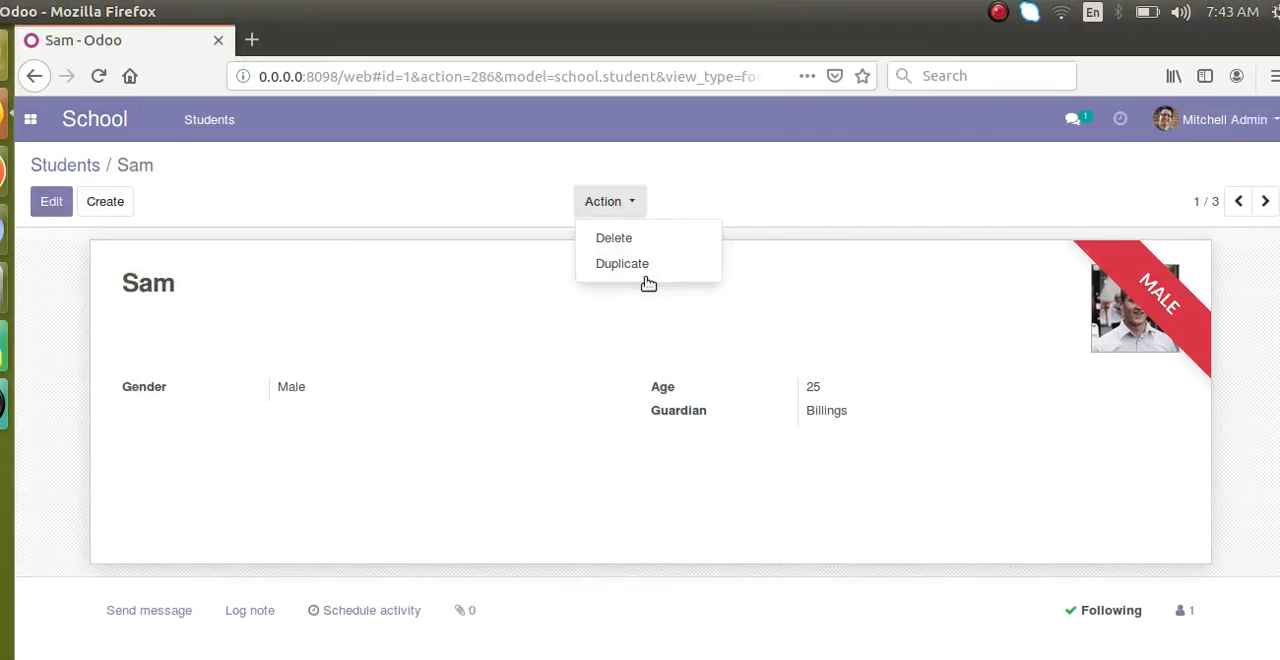 Odoo - Mozilla Firefox
En
7:43 AM
Sam - Odoo
0.0.0.0:8098/web#id=1&action=286&model=school.student&view_type=for
Search
School
Students
1
Mitchell Admin
Students / Sam
Edit
Create
Action
1 / 3
Delete
Duplicate
Sam
MALE
Gender
Male
Age
25
Guardian
Billings
Send message
Log note
Schedule activity
0
Following
1